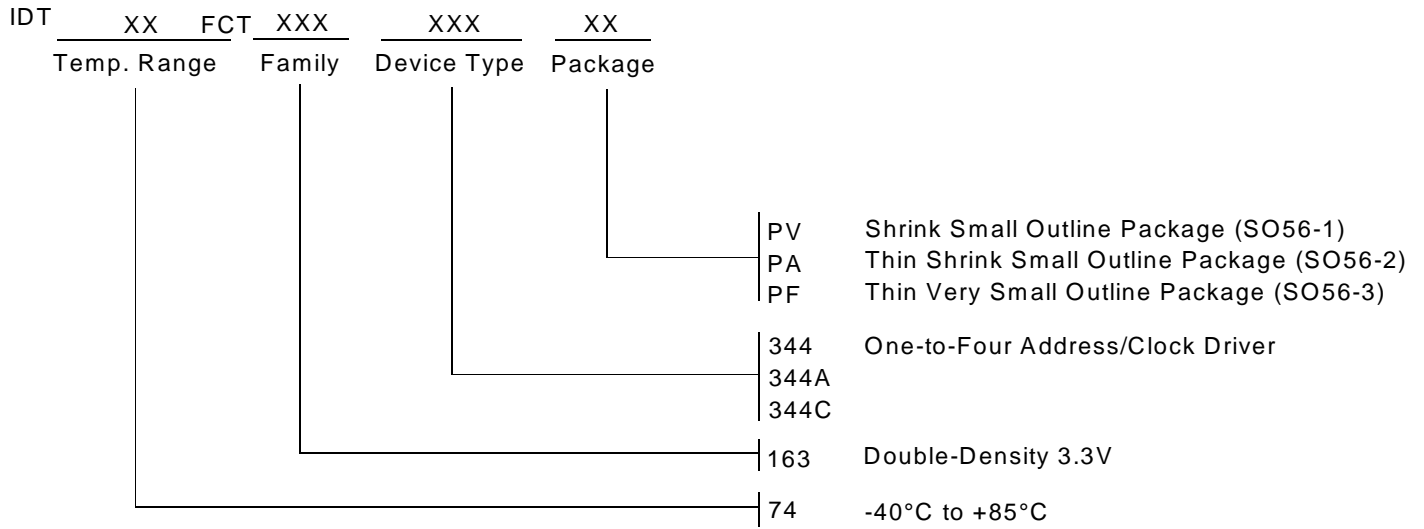 IDT XX FCT XXX XXX XX
Temp. Range Family Device Type Package
PV Shrink Small Outline Package (SO56-1)
PA Thin Shrink Small Outline Package (SO56-2)
PF Thin Very Small Outline Package (SO56-3)
344 One-to-Four Address/Clock Driver
344A
344C
163 Double-Density 3.3V
74 -40°C to +85°C